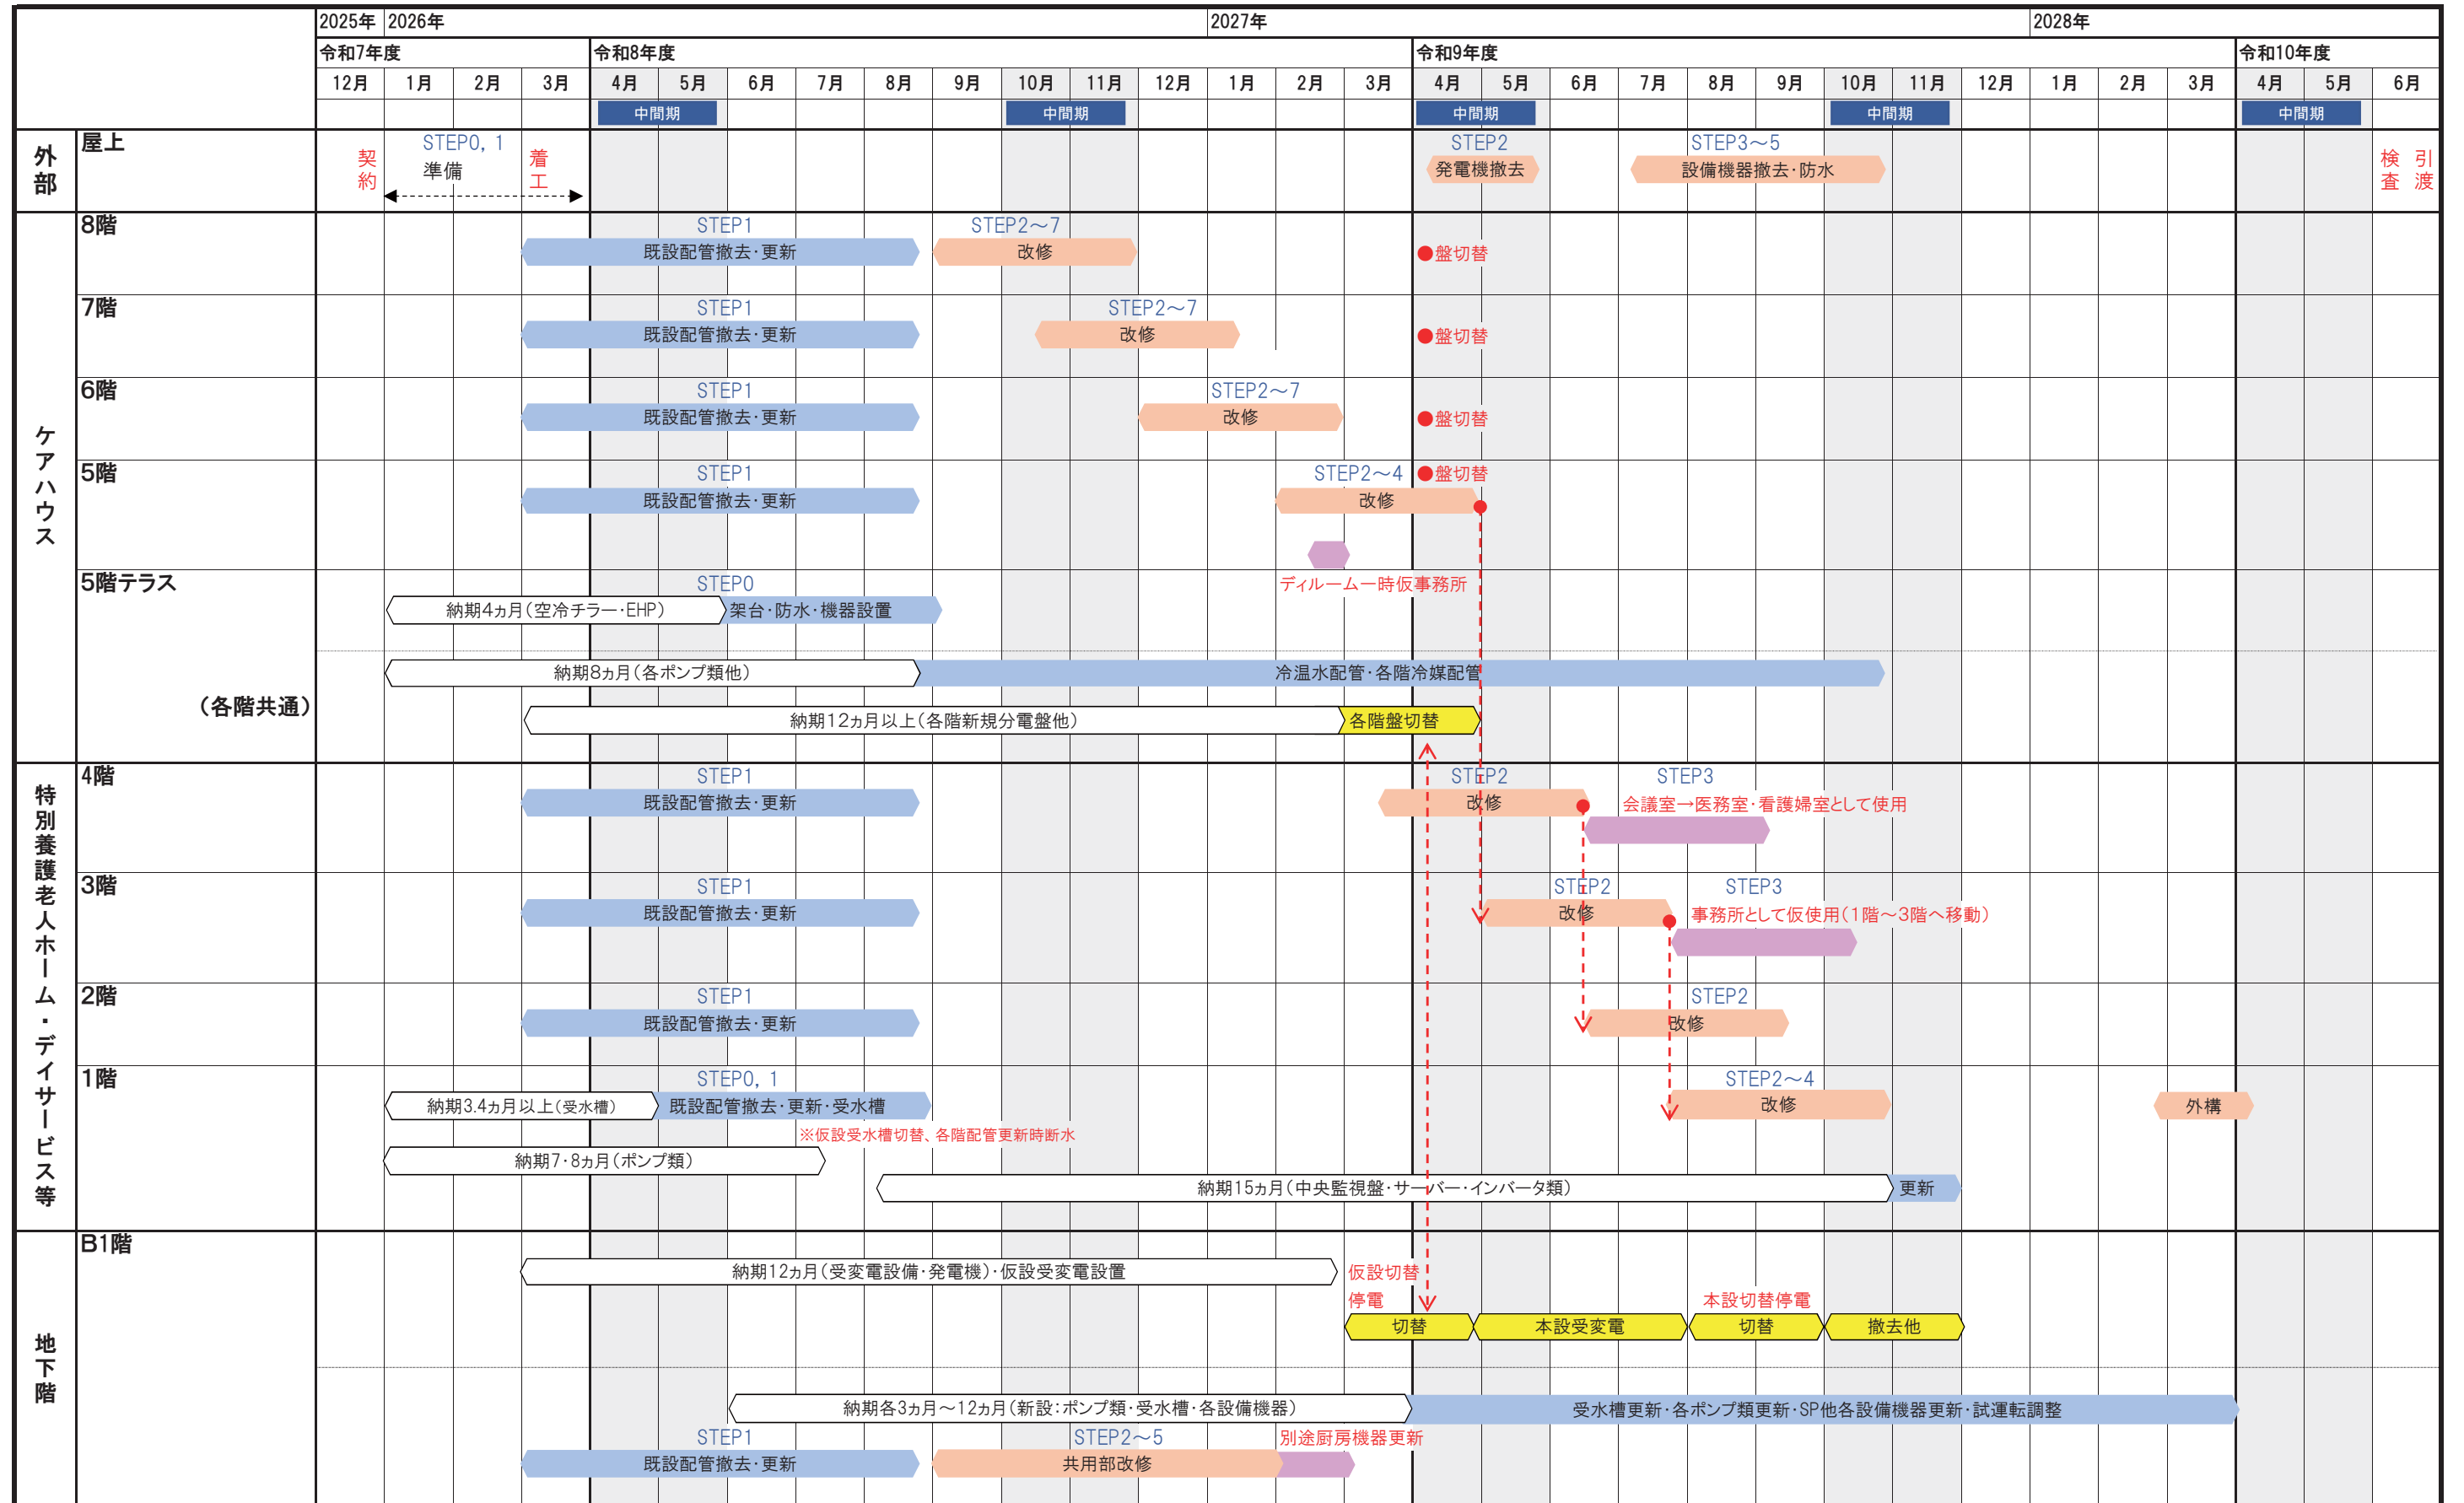 2025年 2026年 2027年 2028年
令和7年度 令和8年度 令和9年度 令和10年度
12月 1月 2月 3月 4月 5月 6月 7月 8月 9月 10月 11月 12月 1月 2月 3月 4月 5月 6月 7月 8月 9月 10月 11月 12月 1月 2月 3月 4月 5月 6月
中間期 中間期 中間期 中間期 中間期
外部
屋上
契約
STEP0, 1
準備
着工
STEP2
発電機撤去
STEP3～5
設備機器撤去・防水
検査
引渡
ケアハウス
8階
STEP1
既設配管撤去・更新
STEP2～7
改修
●盤切替
7階
STEP1
既設配管撤去・更新
STEP2～7
改修
●盤切替
6階
STEP1
既設配管撤去・更新
STEP2～7
改修
●盤切替
5階
STEP1
既設配管撤去・更新
STEP2～4
改修
●盤切替
5階テラス
STEP0
ディルーム一時仮事務所
納期4ヵ月（空冷チラー・EHP）
架台・防水・機器設置
納期8ヵ月（各ポンプ類他）
冷温水配管・各階冷媒配管
（各階共通）
納期12ヵ月以上（各階新規分電盤他）
各階盤切替
特別養護老人ホーム・デイサービス等
4階
STEP1
既設配管撤去・更新
STEP2
改修
STEP3
会議室→医務室・看護婦室として使用
3階
STEP1
既設配管撤去・更新
STEP2
改修
STEP3
事務所として仮使用（1階～3階へ移動）
2階
STEP1
既設配管撤去・更新
STEP2
改修
1階
STEP0, 1
納期3.4ヵ月以上（受水槽）
既設配管撤去・更新・受水槽
※仮設受水槽切替、各階配管更新時断水
STEP2～4
改修
外構
納期7・8ヵ月（ポンプ類）
納期15ヵ月（中央監視盤・サーバー・インバータ類）
更新
地下階
B1階
納期12ヵ月（受変電設備・発電機）・仮設受変電設置
仮設切替
停電
本設切替停電
切替
本設受変電
切替
撤去他
納期各3ヵ月～12ヵ月（新設：ポンプ類・受水槽・各設備機器）
受水槽更新・各ポンプ類更新・SP他各設備機器更新・試運転調整
STEP1
既設配管撤去・更新
STEP2～5
共用部改修
別途厨房機器更新